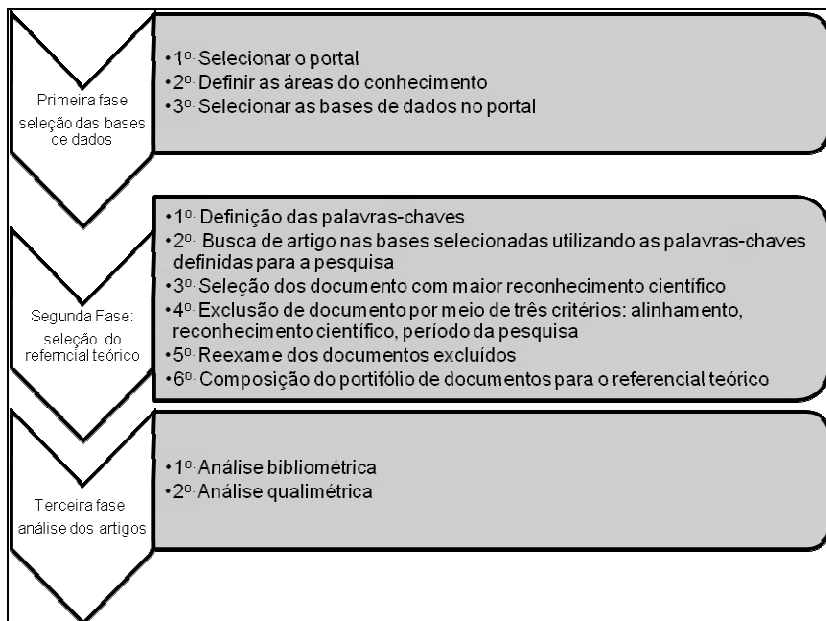 Primeira fase
seleção das bases
ce dados
•1º. Selecionar o portal
•2º. Definir as áreas do conhecimento
•3º. Selecionar as bases de dados no portal
Segunda Fase:
seleção do
refemcial teórico
•1º. Definição das palavras-chaves
•2º. Busca de artigo nas bases selecionadas utilizando as palavras-chaves
definidas para a pesquisa
•3º. Seleção dos documento com maior reconhecimento científico
•4º. Exclusão de documento por meio de três critérios: alinhamento,
reconhecimento científico, período da pesquisa
•5º. Reexame dos documentos excluídos
•6º. Composição do portifólio de documentos para o referencial teórico
Terceira fase
análise dos artigos
•1º. Análise bibliométrica
•2º. Análise qualimétrica